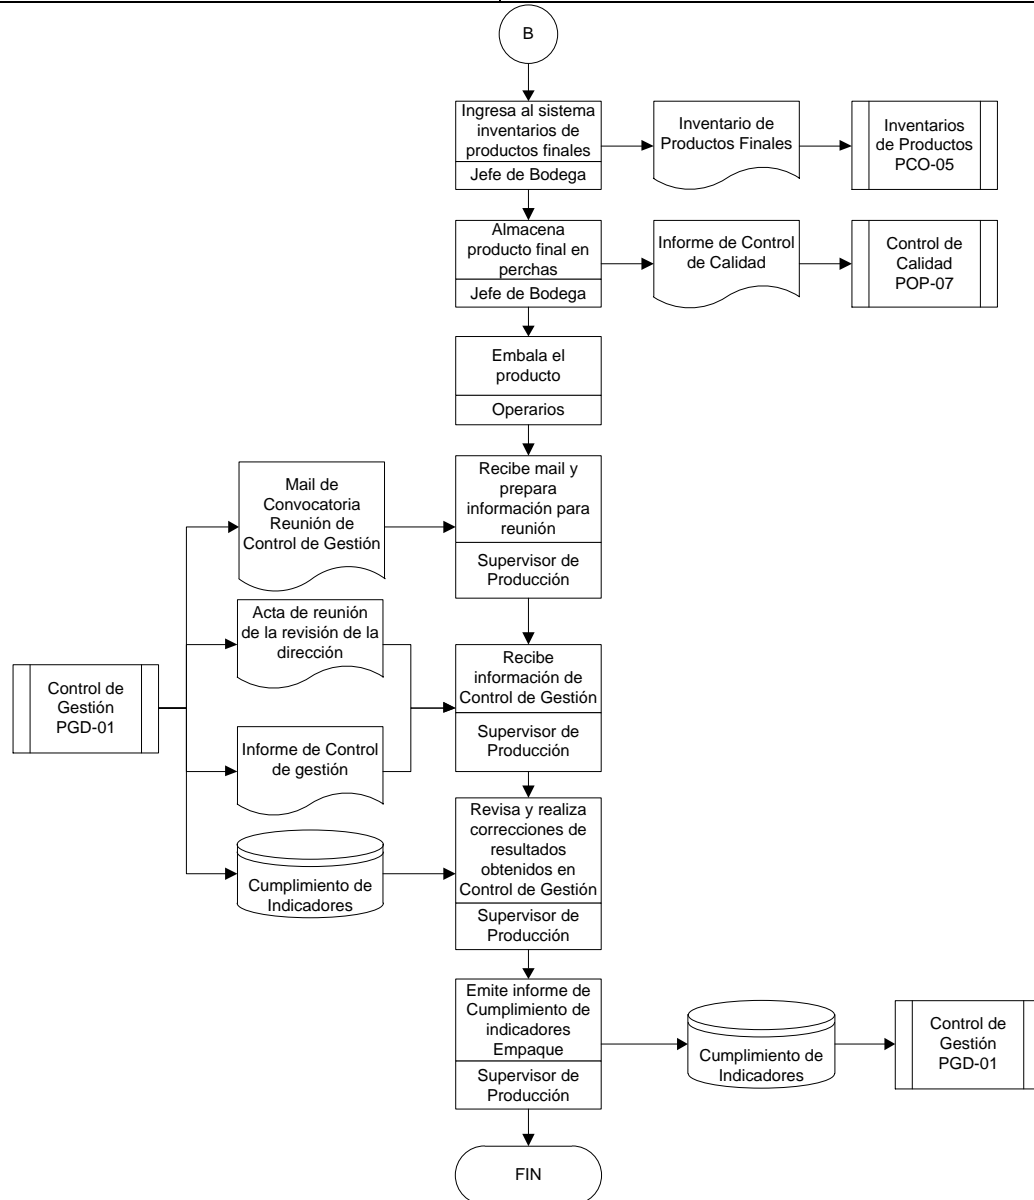 B
Ingresa al sistema
inventarios de
productos finales
Jefe de Bodega
Inventario de
Productos Finales
Inventarios
de Productos
PCO-05
Almacena
producto final en
perchas
Jefe de Bodega
Informe de Control
de Calidad
Control de
Calidad
POP-07
Embala el
producto
Operarios
Mail de
Convocatoria
Reunión de
Control de Gestión
Recibe mail y
prepara
información para
reunión
Supervisor de
Producción
Acta de reunión
de la revisión de la
dirección
Control de
Gestión
PGD-01
Recibe
información de
Control de Gestión
Supervisor de
Producción
Informe de Control
de gestión
Revisa y realiza
correcciones de
resultados
obtenidos en
Control de Gestión
Supervisor de
Producción
Cumplimiento de
Indicadores
Emite informe de
Cumplimiento de
indicadores
Empaque
Supervisor de
Producción
Cumplimiento de
Indicadores
Control de
Gestión
PGD-01
FIN